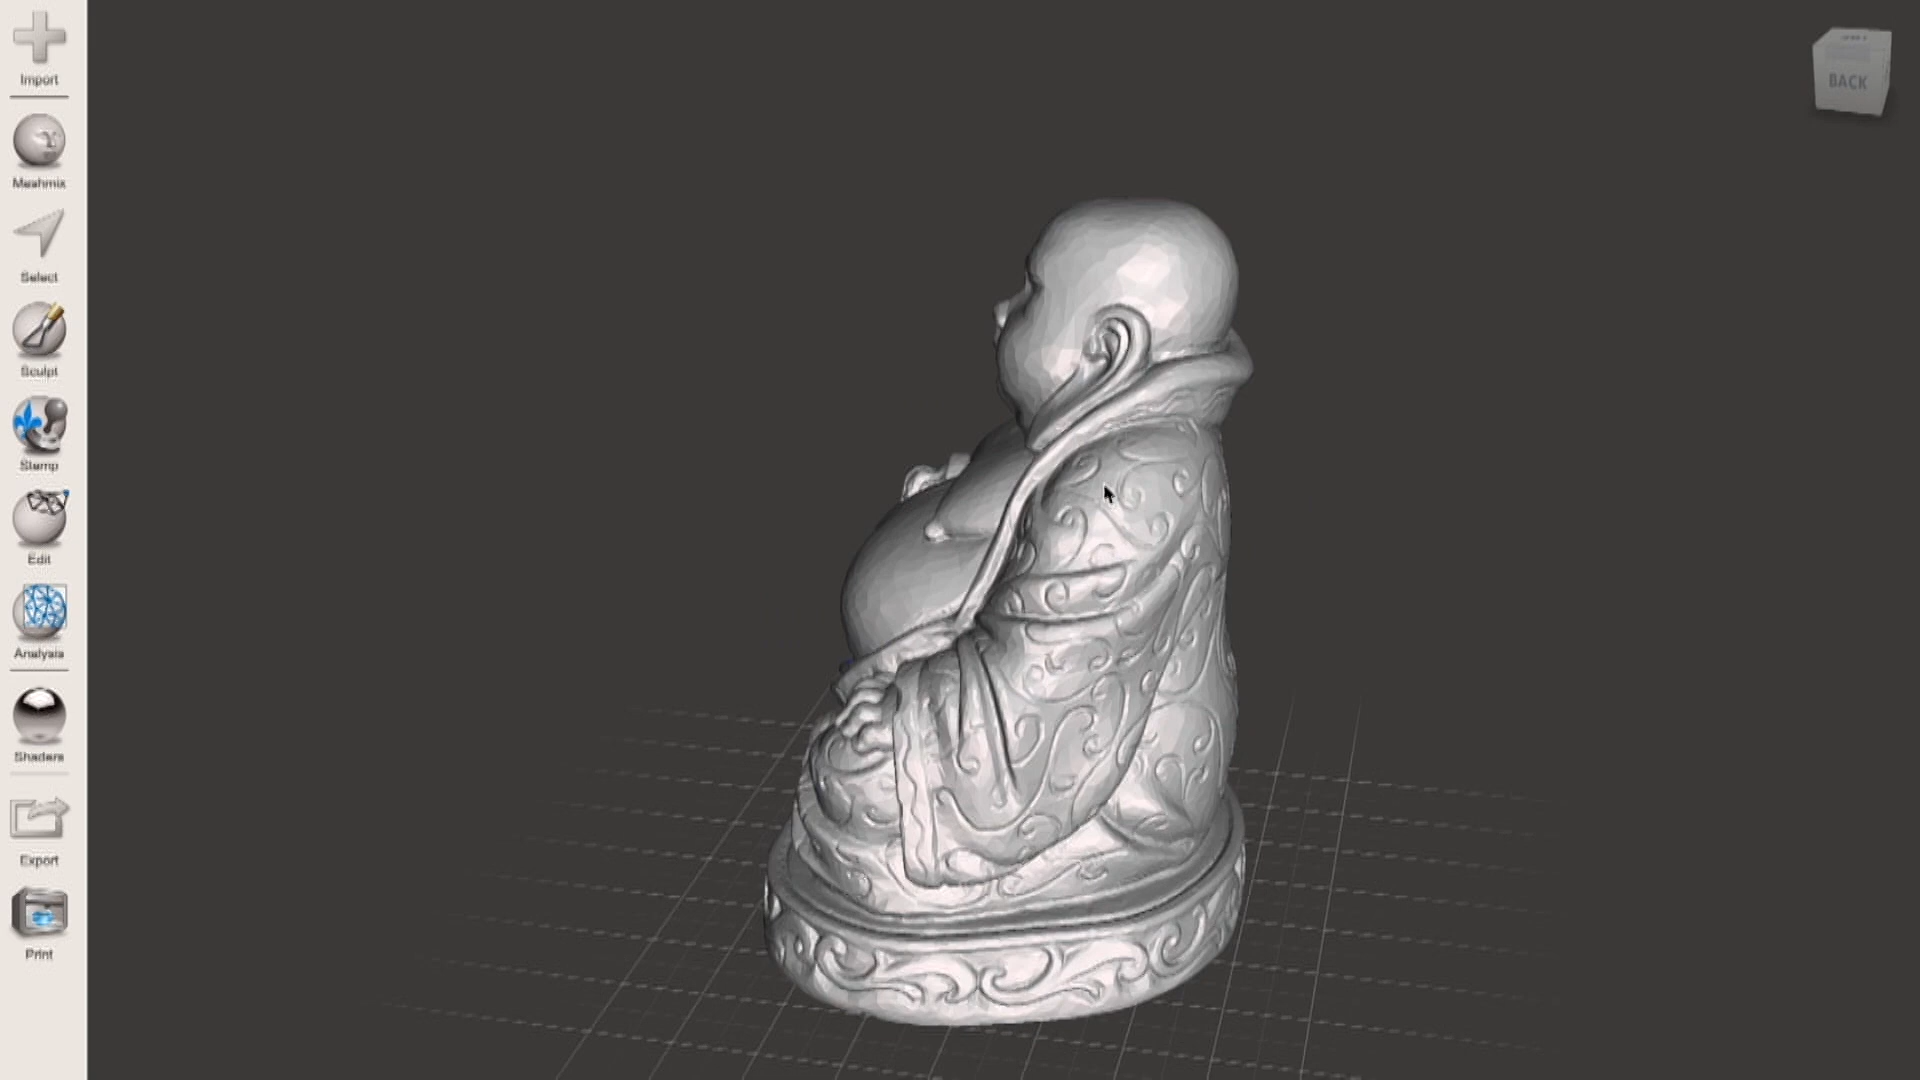 Import
Meshmix
Select
Sculpt
Stamp
Edit
Analysis
Shaders
Export
Print
BACK